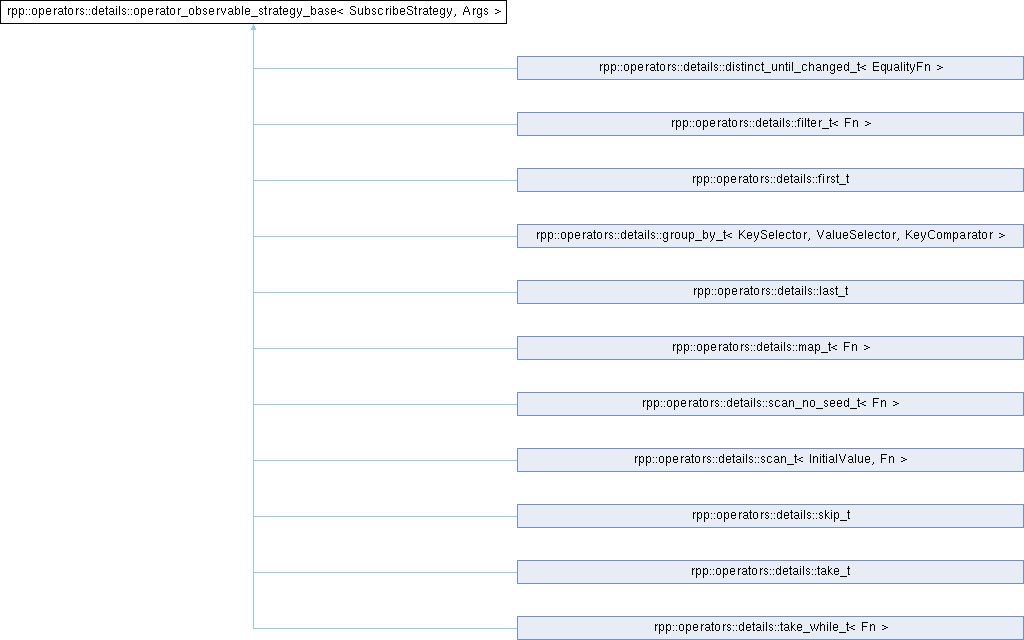 rpp::operators::details::operator_observable_strategy_base< SubscribeStrategy, Args >
rpp::operators::details::distinct_until_changed_t< EqualityFn >
rpp::operators::details::filter_t< Fn >
rpp::operators::details::first_t
rpp::operators::details::group_by_t< KeySelector, ValueSelector, KeyComparator >
rpp::operators::details::last_t
rpp::operators::details::map_t< Fn >
rpp::operators::details::scan_no_seed_t< Fn >
rpp::operators::details::scan_t< InitialValue, Fn >
rpp::operators::details::skip_t
rpp::operators::details::take_t
rpp::operators::details::take_while_t< Fn >